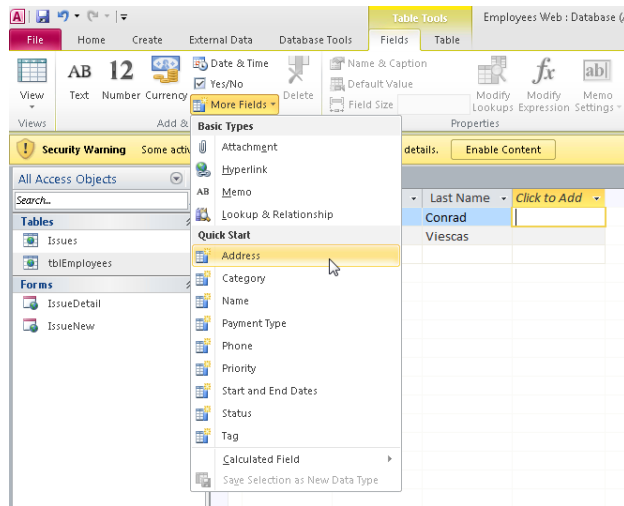 Table Tools Employees Web : Database (
File Home Create External Data Database Tools Fields Table
View AB Text 12 Number Currency Date & Time Yes/No More Fields Delete Name & Caption Default Value Field Size Modify Lookups fx Modify Expression ab Memo Settings
Views Add & Properties
Security Warning Some details. Enable Content
All Access Objects
Search...
Tables
Issues
tblEmployees
Forms
IssueDetail
IssueNew
Basic Types
Attachment
Hyperlink
AB Memo
Lookup & Relationship
Quick Start
Address
Category
Name
Payment Type
Phone
Priority
Start and End Dates
Status
Tag
Calculated Field
Save Selection as New Data Type
Last Name Click to Add
Conrad
Viescas